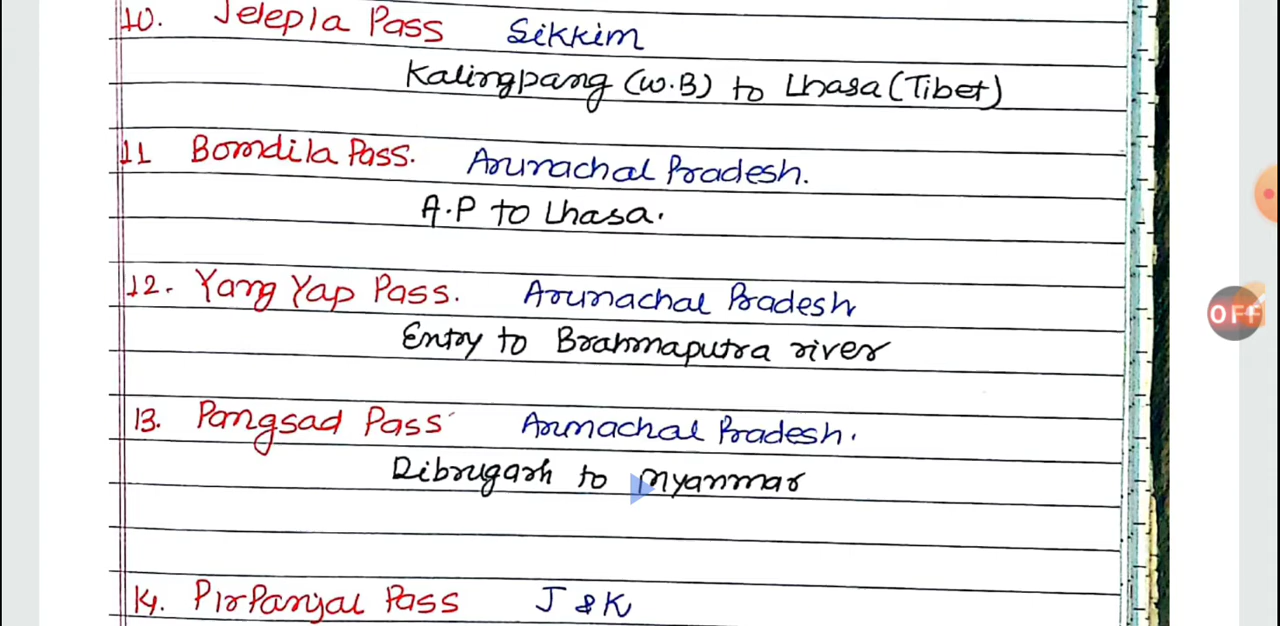 10. Jelepla Pass Sikkim
Kalingpang (W.B) to Lhasa (Tibet)
11 Bomdila Pass. Arunachal Pradesh.
A.P to Lhasa.
12. Yang Yap Pass. Arunachal Pradesh
Entry to Brahmaputra river
OFF
13. Pangsad Pass Arunachal Pradesh.
Dibrugarh to Myanmar
14. PirPanjal Pass J & K